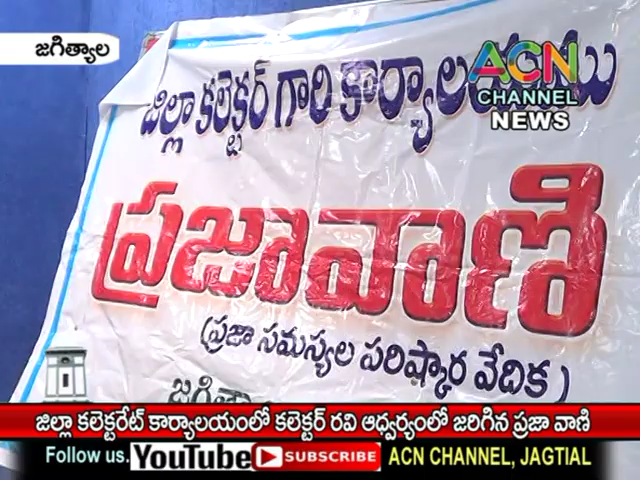 జగిత్యాల
జిల్లా కలెక్టర్ గారి కార్యాలయము
ACN
CHANNEL
NEWS
ప్రజావాణి
(ప్రజా సమస్యల పరిష్కార వేదిక)
జిల్లా కలెక్టరేట్ కార్యాలయంలో కలెక్టర్ రవి ఆధ్వర్యంలో జరిగిన ప్రజా వాణి
Follow us. YouTube SUBSCRIBE ACN CHANNEL, JAGTIAL